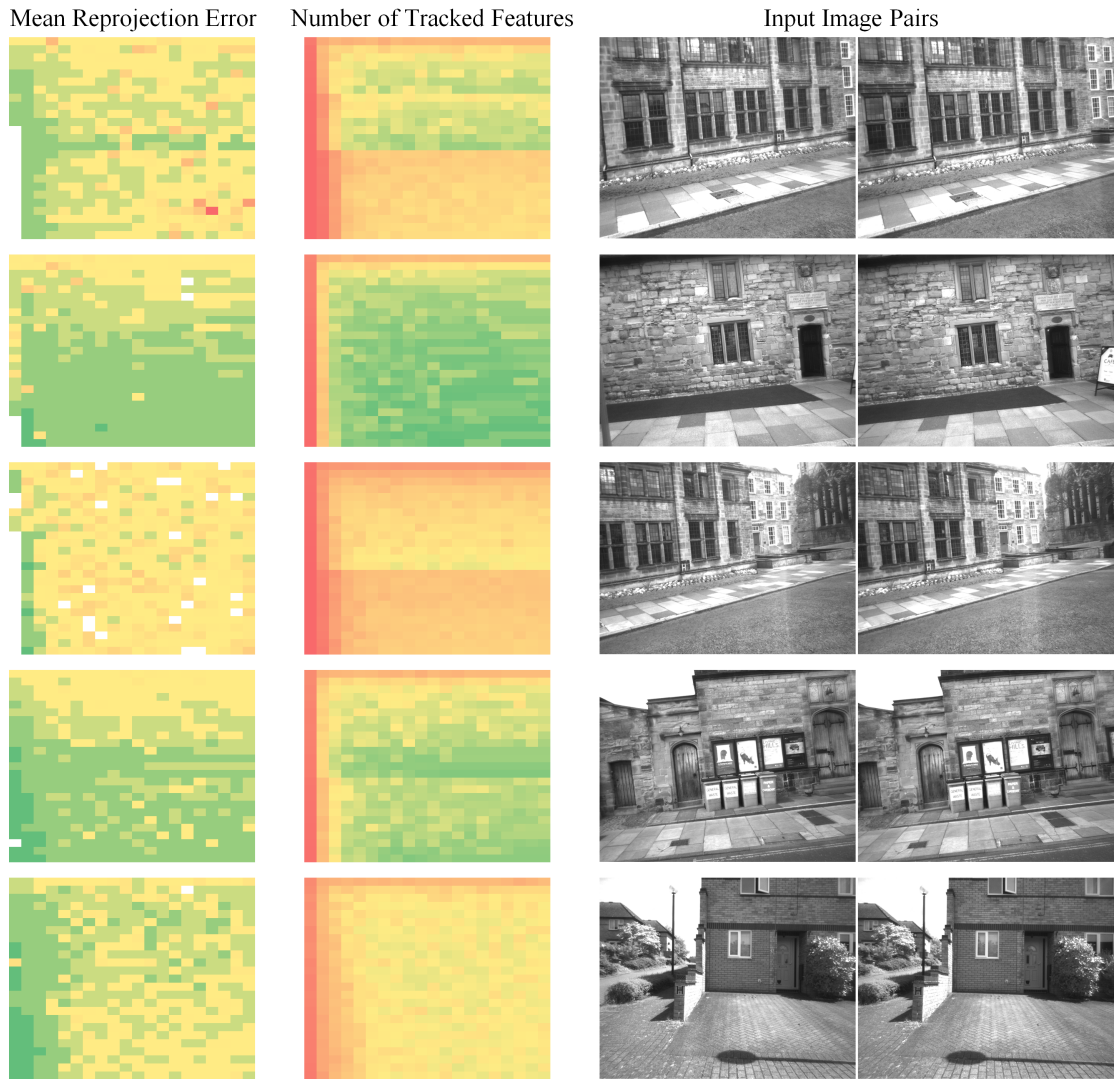 Mean Reprojection Error
Number of Tracked Features
Input Image Pairs